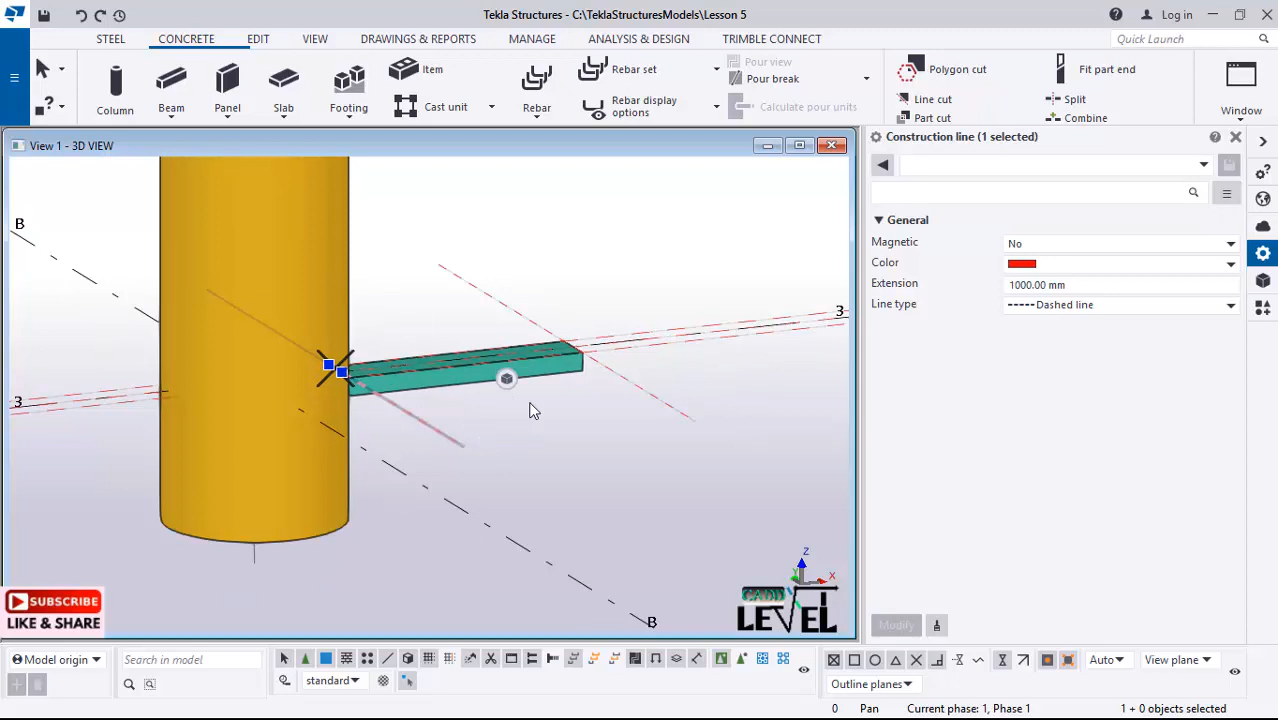 Tekla Structures - C:\TeklaStructuresModels\Lesson 5
Log in
STEEL CONCRETE EDIT VIEW DRAWINGS & REPORTS MANAGE ANALYSIS & DESIGN TRIMBLE CONNECT
Quick Launch
Column
Beam
Panel
Slab
Footing
Item
Cast unit
Rebar
Rebar set
Rebar display
options
Pour view
Pour break
Calculate pour units
Polygon cut
Line cut
Part cut
Fit part end
Split
Combine
Window
View 1 - 3D VIEW
Construction line (1 selected)
General
Magnetic No
Color
Extension 1000.00 mm
Line type Dashed line
Modify
B
3
3
B
Z
Y
X
SUBSCRIBE
LIKE & SHARE
CADD
LEVEL
Model origin
Search in model
standard
Auto
View plane
Outline planes
0 Pan Current phase: 1, Phase 1 1 + 0 objects selected